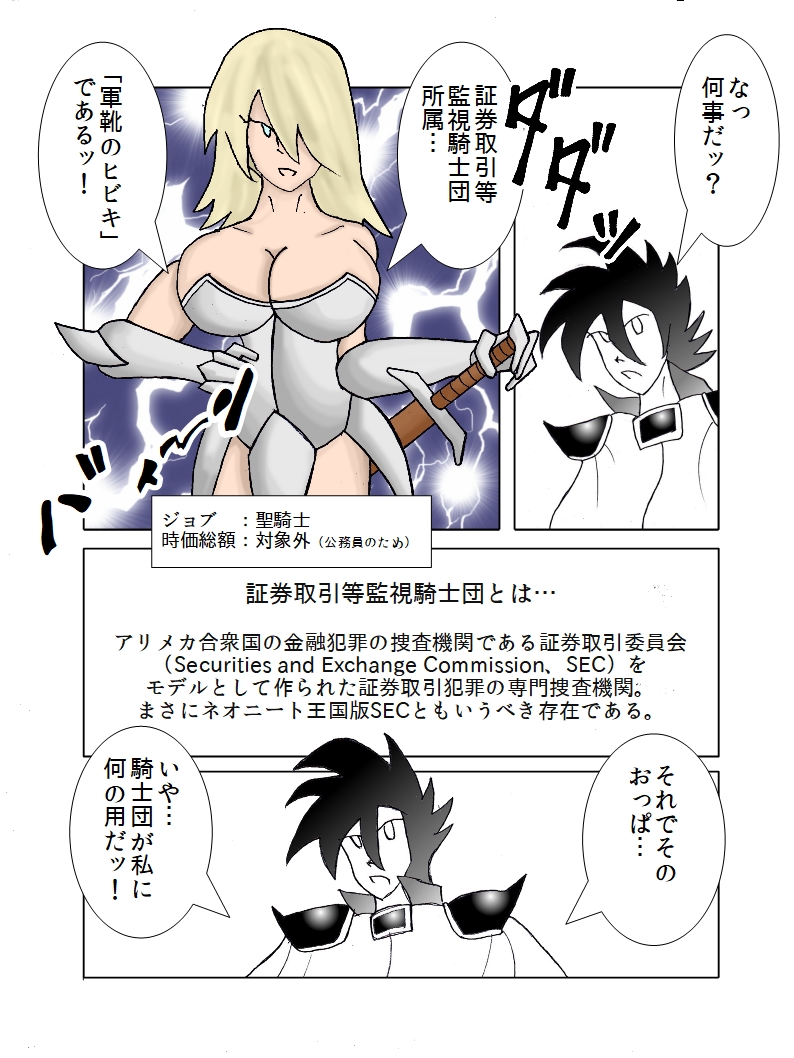 なっ
何事だッ?
ダダダッ
証券取引等
監視騎士団
所属…
「軍靴のヒビキ」
であるッ!
バァーン
ジョブ :聖騎士
時価総額:対象外(公務員のため)
証券取引等監視騎士団とは…
アリメカ合衆国の金融犯罪の捜査機関である証券取引委員会
(Securities and Exchange Commission、SEC)を
モデルとして作られた証券取引犯罪の専門捜査機関。
まさにネオニート王国版SECともいうべき存在である。
それでその
おっぱ…
いや…
騎士団が私に
何の用だッ!